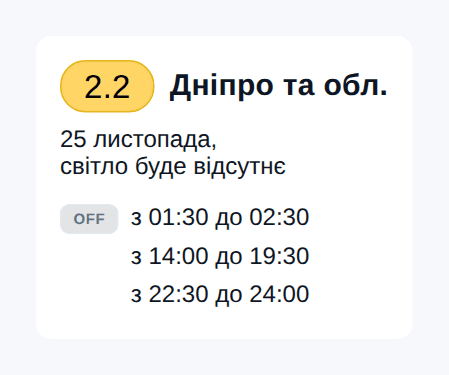 2.2 Дніпро та обл.
25 листопада,
світло буде відсутнє
OFF з 01:30 до 02:30
з 14:00 до 19:30
з 22:30 до 24:00